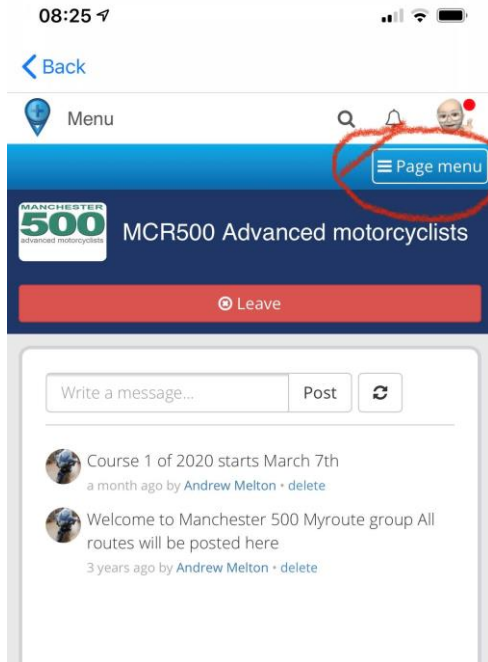 08:25
Back
Menu
Page menu
MANCHESTER
500
advanced motorcyclists
MCR500 Advanced motorcyclists
Leave
Write a message...
Post
Course 1 of 2020 starts March 7th
a month ago by Andrew Melton • delete
Welcome to Manchester 500 Myroute group All
routes will be posted here
3 years ago by Andrew Melton • delete